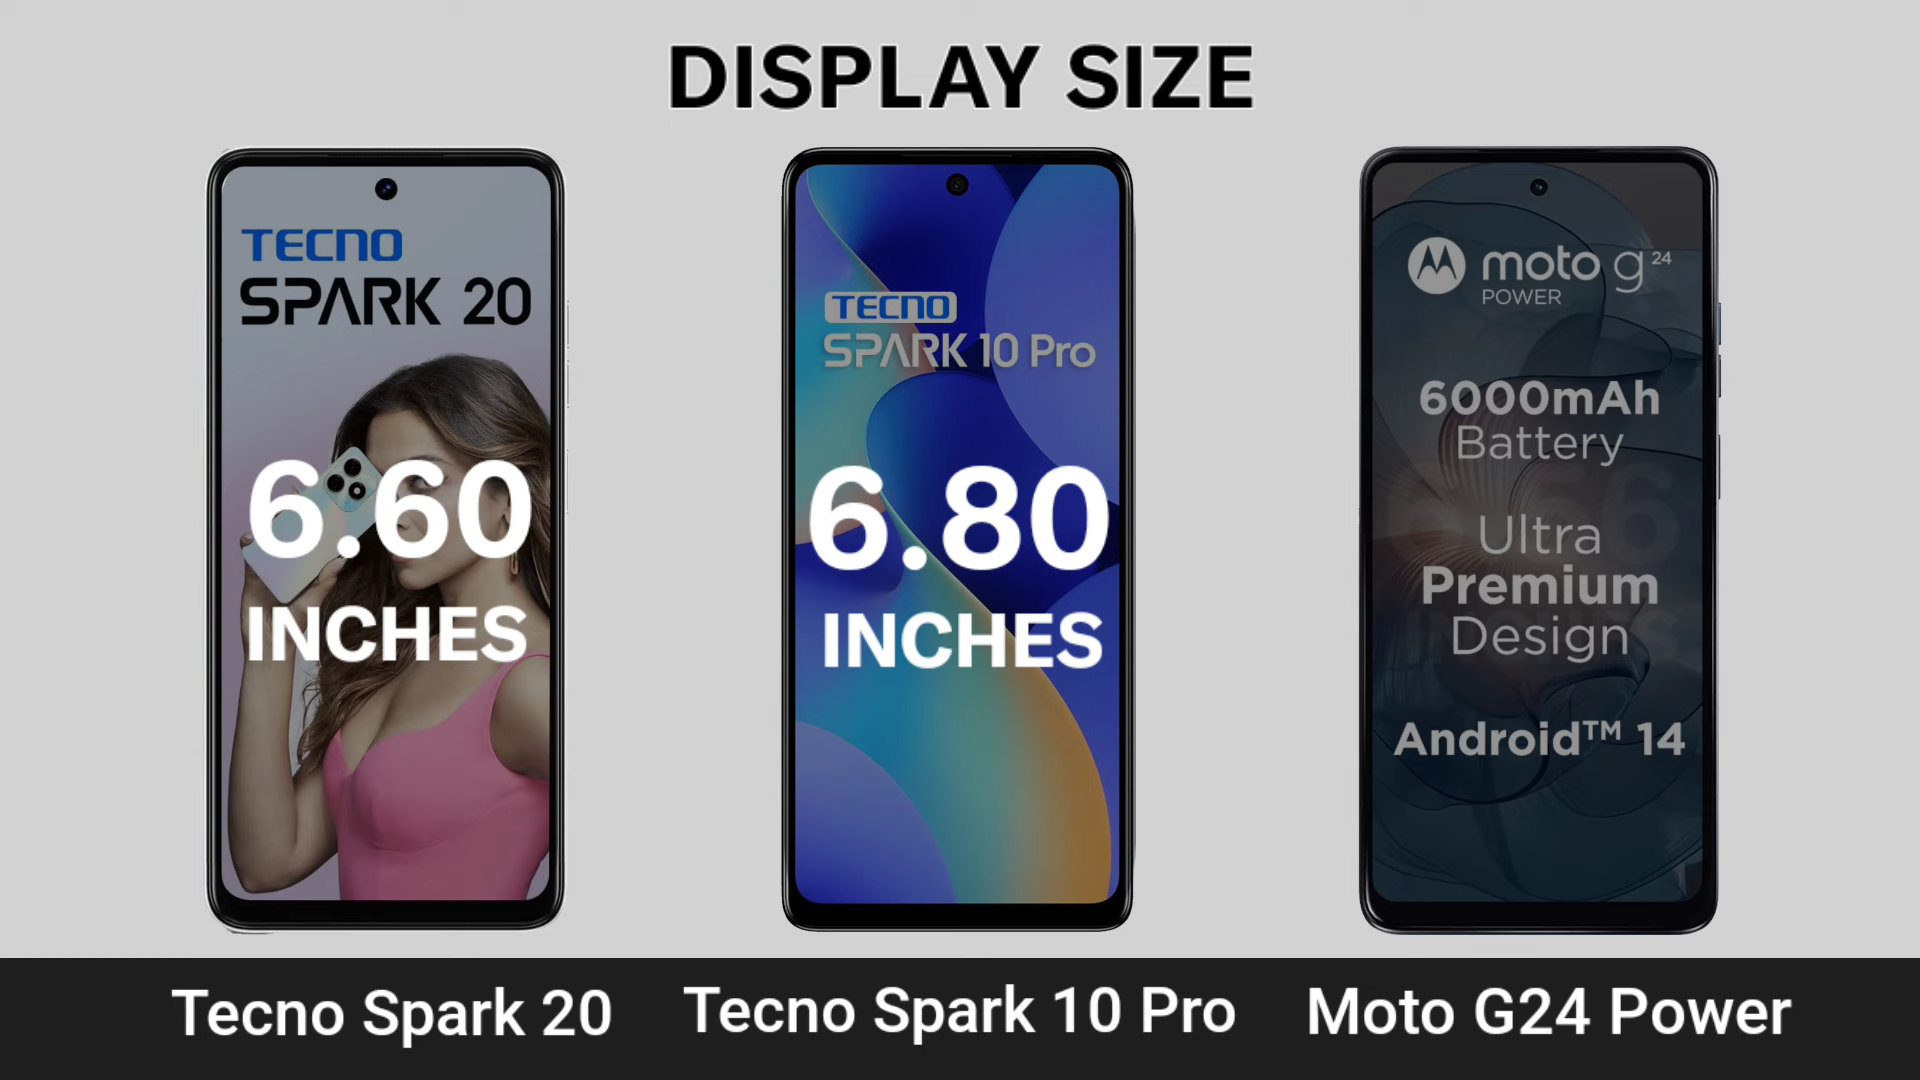 DISPLAY SIZE
TECNO
SPARK 20
6.60
INCHES
TECNO
SPARK 10 Pro
6.80
INCHES
moto g 24
POWER
6000mAh
Battery
Ultra
Premium
Design
Android™ 14
Tecno Spark 20
Tecno Spark 10 Pro
Moto G24 Power